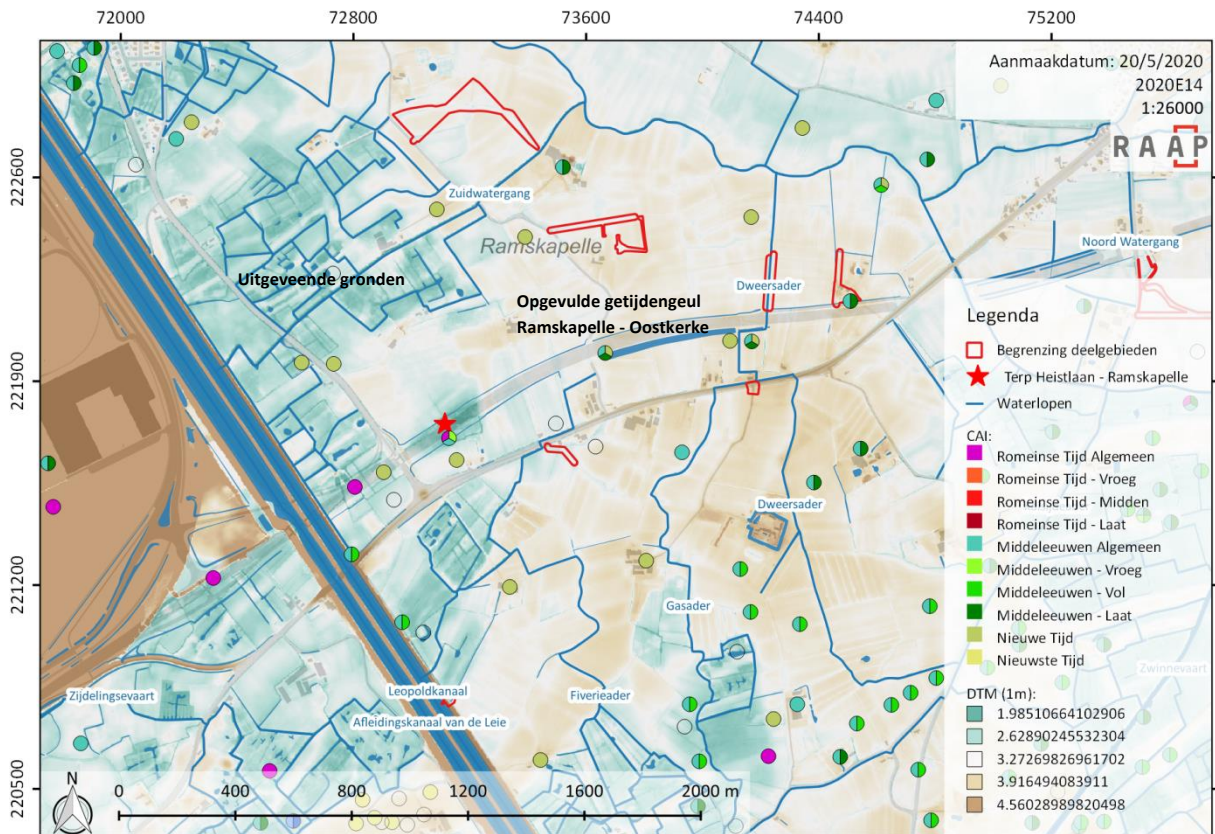 72000 72800 73600 74400 75200
Aanmaakdatum: 20/5/2020
2020E14
1:26000
RAAP
222600
221900
221200
220500
Zuidwatergang
Ramskapelle
Noord Watergang
Uitgeveende gronden
Dweersader
Opgevulde getijdengeul
Ramskapelle - Oostkerke
Dweersader
Gasader
Zwinnevaart
Zijdelingsevaart
Leopoldkanaal
Fiverieader
Afleidingskanaal van de Leie
Legenda
Begrenzing deelgebieden
Terp Heistlaan - Ramskapelle
Waterlopen
CAI:
Romeinse Tijd Algemeen
Romeinse Tijd - Vroeg
Romeinse Tijd - Midden
Romeinse Tijd - Laat
Middeleeuwen Algemeen
Middeleeuwen - Vroeg
Middeleeuwen - Vol
Middeleeuwen - Laat
Nieuwe Tijd
Nieuwste Tijd
DTM (1m):
1.98510664102906
2.62890245532304
3.27269826961702
3.916494083911
4.56028989820498
N
0 400 800 1200 1600 2000 m